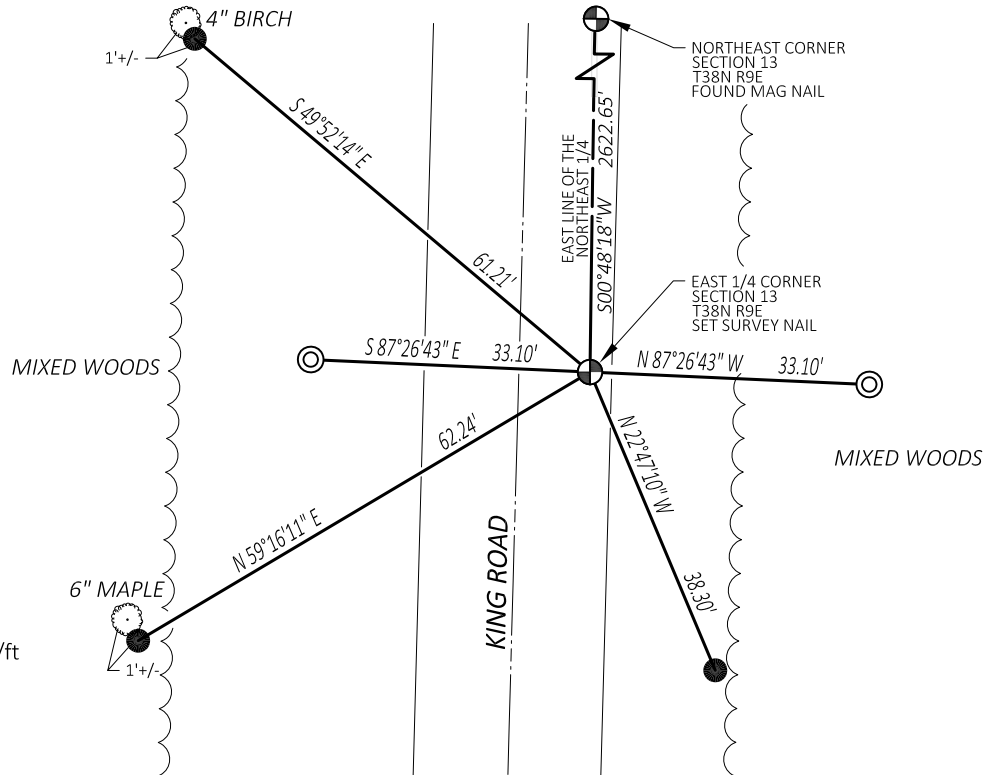 4" BIRCH
1'+/-
NORTHEAST CORNER
SECTION 13
T38N R9E
FOUND MAG NAIL
S 49°52'14" E
61.21'
EAST LINE OF THE
NORTHEAST 1/4
S00°48'18"W 2622.65'
EAST 1/4 CORNER
SECTION 13
T38N R9E
SET SURVEY NAIL
MIXED WOODS
S 87°26'43" E 33.10'
N 87°26'43" W 33.10'
62.24'
N 59°16'11" E
N 22°47'10" W
38.30'
MIXED WOODS
KING ROAD
6" MAPLE
1'+/-
/ft